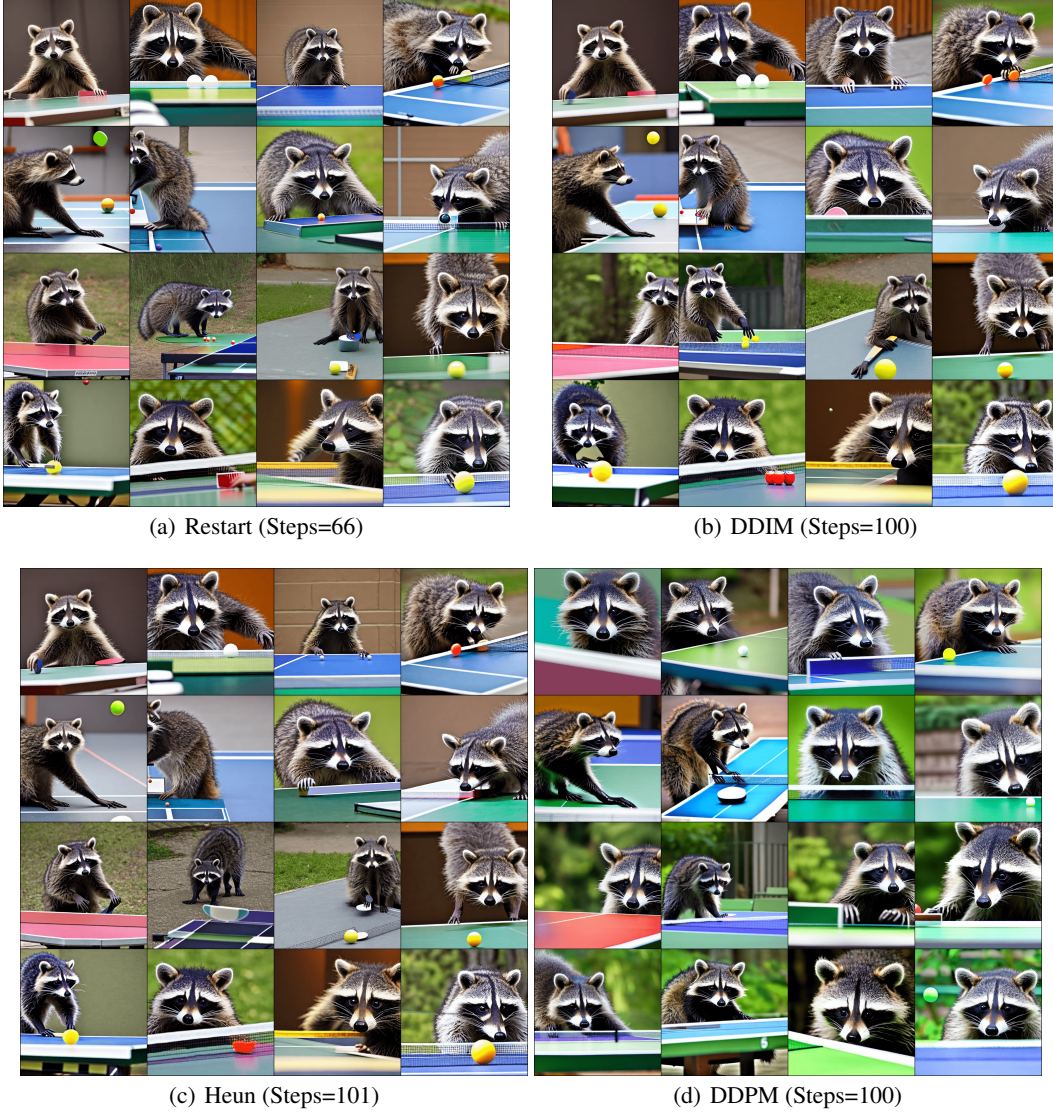 (a) Restart (Steps=66)
(b) DDIM (Steps=100)
(c) Heun (Steps=101)
(d) DDPM (Steps=100)